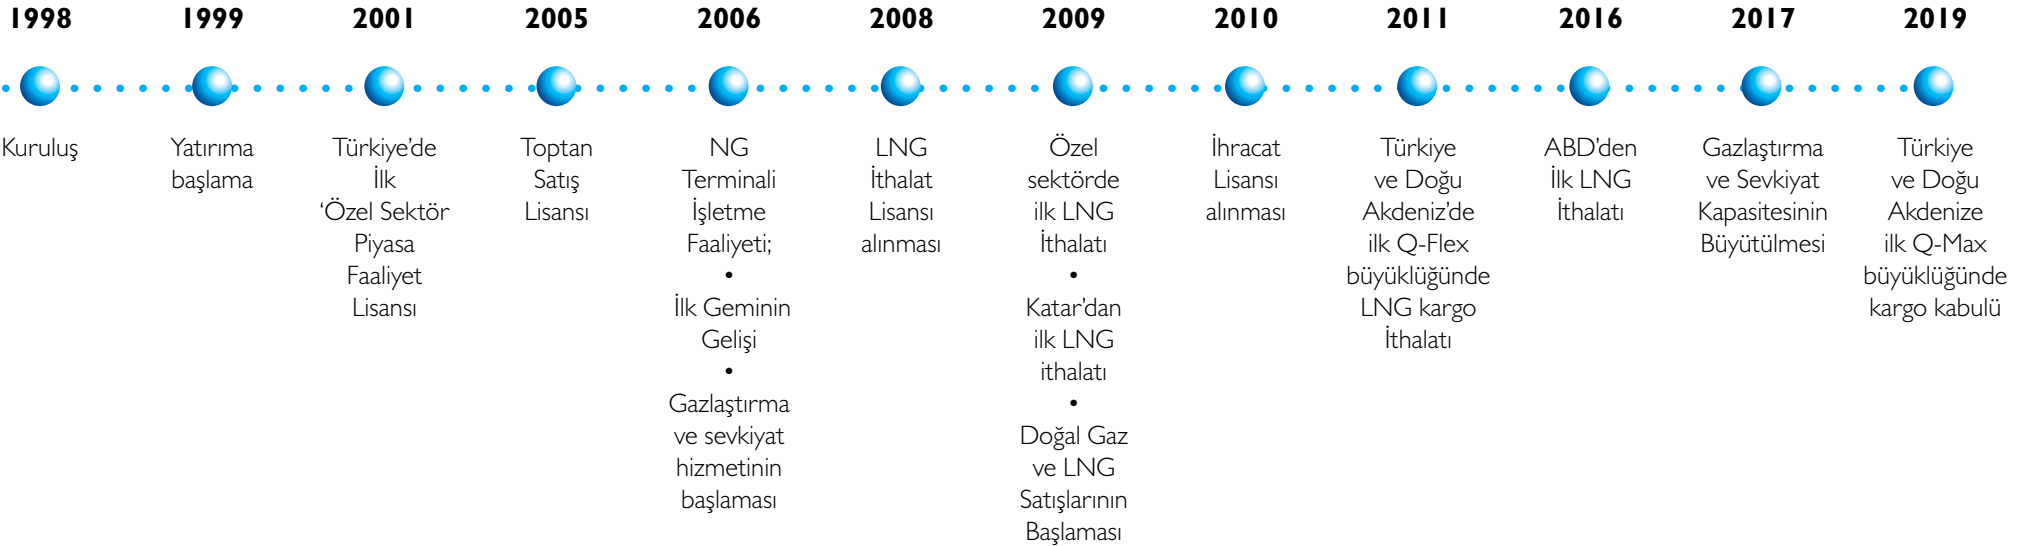 1998
Kuruluş
1999
Yatırıma
başlama
2001
Türkiye'de
İlk
‘Özel Sektör
Piyasa
Faaliyet
Lisansı
2005
Toptan
Satış
Lisansı
2006
NG
Terminali
İşletme
Faaliyeti;
•
İlk Geminin
Gelişi
•
Gazlaştırma
ve sevkiyat
hizmetinin
başlaması
2008
LNG
İthalat
Lisansı
alınması
2009
Özel
sektörde
ilk LNG
İthalatı
•
Katar’dan
ilk LNG
ithalatı
•
Doğal Gaz
ve LNG
Satışlarının
Başlaması
2010
İhracat
Lisansı
alınması
2011
Türkiye
ve Doğu
Akdeniz’de
ilk Q-Flex
büyüklüğünde
LNG kargo
İthalatı
2016
ABD’den
İlk LNG
İthalatı
2017
Gazlaştırma
ve Sevkiyat
Kapasitesinin
Büyütülmesi
2019
Türkiye
ve Doğu
Akdenize
ilk Q-Max
büyüklüğünde
kargo kabulü